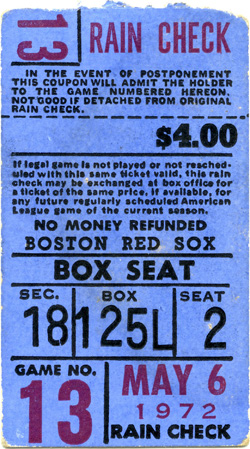 13
RAIN CHECK
IN THE EVENT OF POSTPONEMENT
THIS COUPON WILL ADMIT THE HOLDER
TO THE GAME NUMBERED HEREON.
NOT GOOD IF DETACHED FROM ORIGINAL
RAIN CHECK.
$4.00
If legal game is not played or not resched-
uled with this same ticket valid, this rain
check may be exchanged at box office for
a ticket of the same price, if available, for
any future regularly scheduled American
League game of the current season.
NO MONEY REFUNDED
BOSTON RED SOX
BOX SEAT
SEC. BOX SEAT
18 125L 2
GAME NO. MAY 6
13 1972
RAIN CHECK